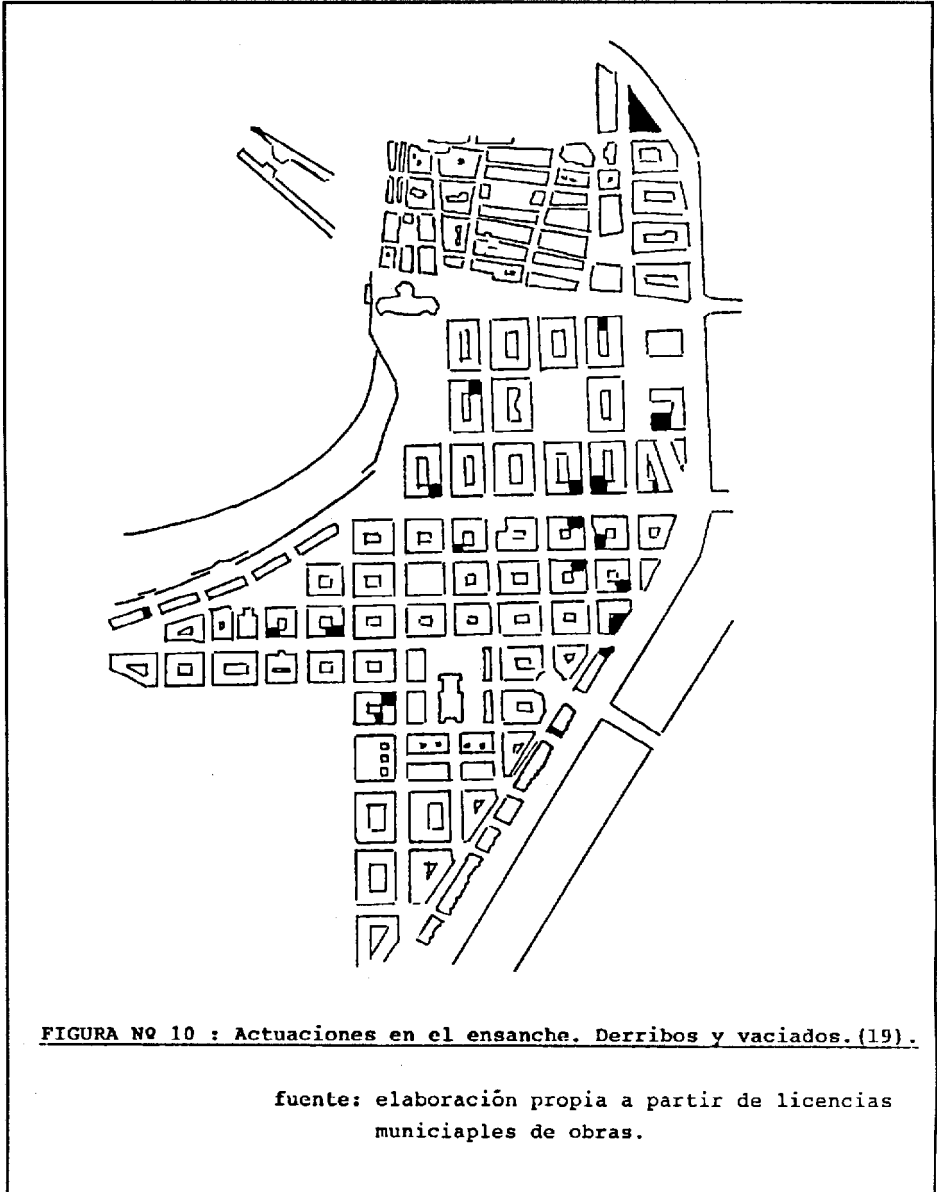 FIGURA Nº 10 : Actuaciones en el ensanche. Derribos y vaciados.(19).
fuente: elaboración propia a partir de licencias
municiaples de obras.